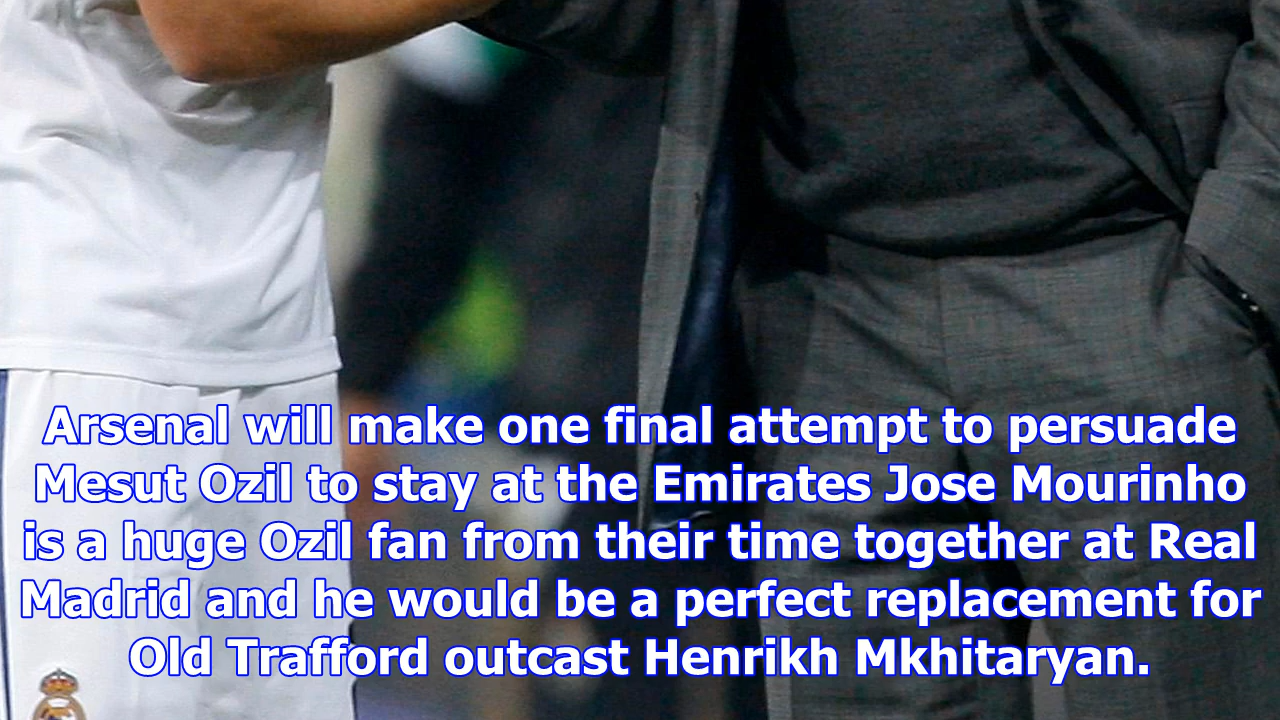 Arsenal will make one final attempt to persuade
Mesut Ozil to stay at the Emirates Jose Mourinho
is a huge Ozil fan from their time together at Real
Madrid and he would be a perfect replacement for
Old Trafford outcast Henrikh Mkhitaryan.